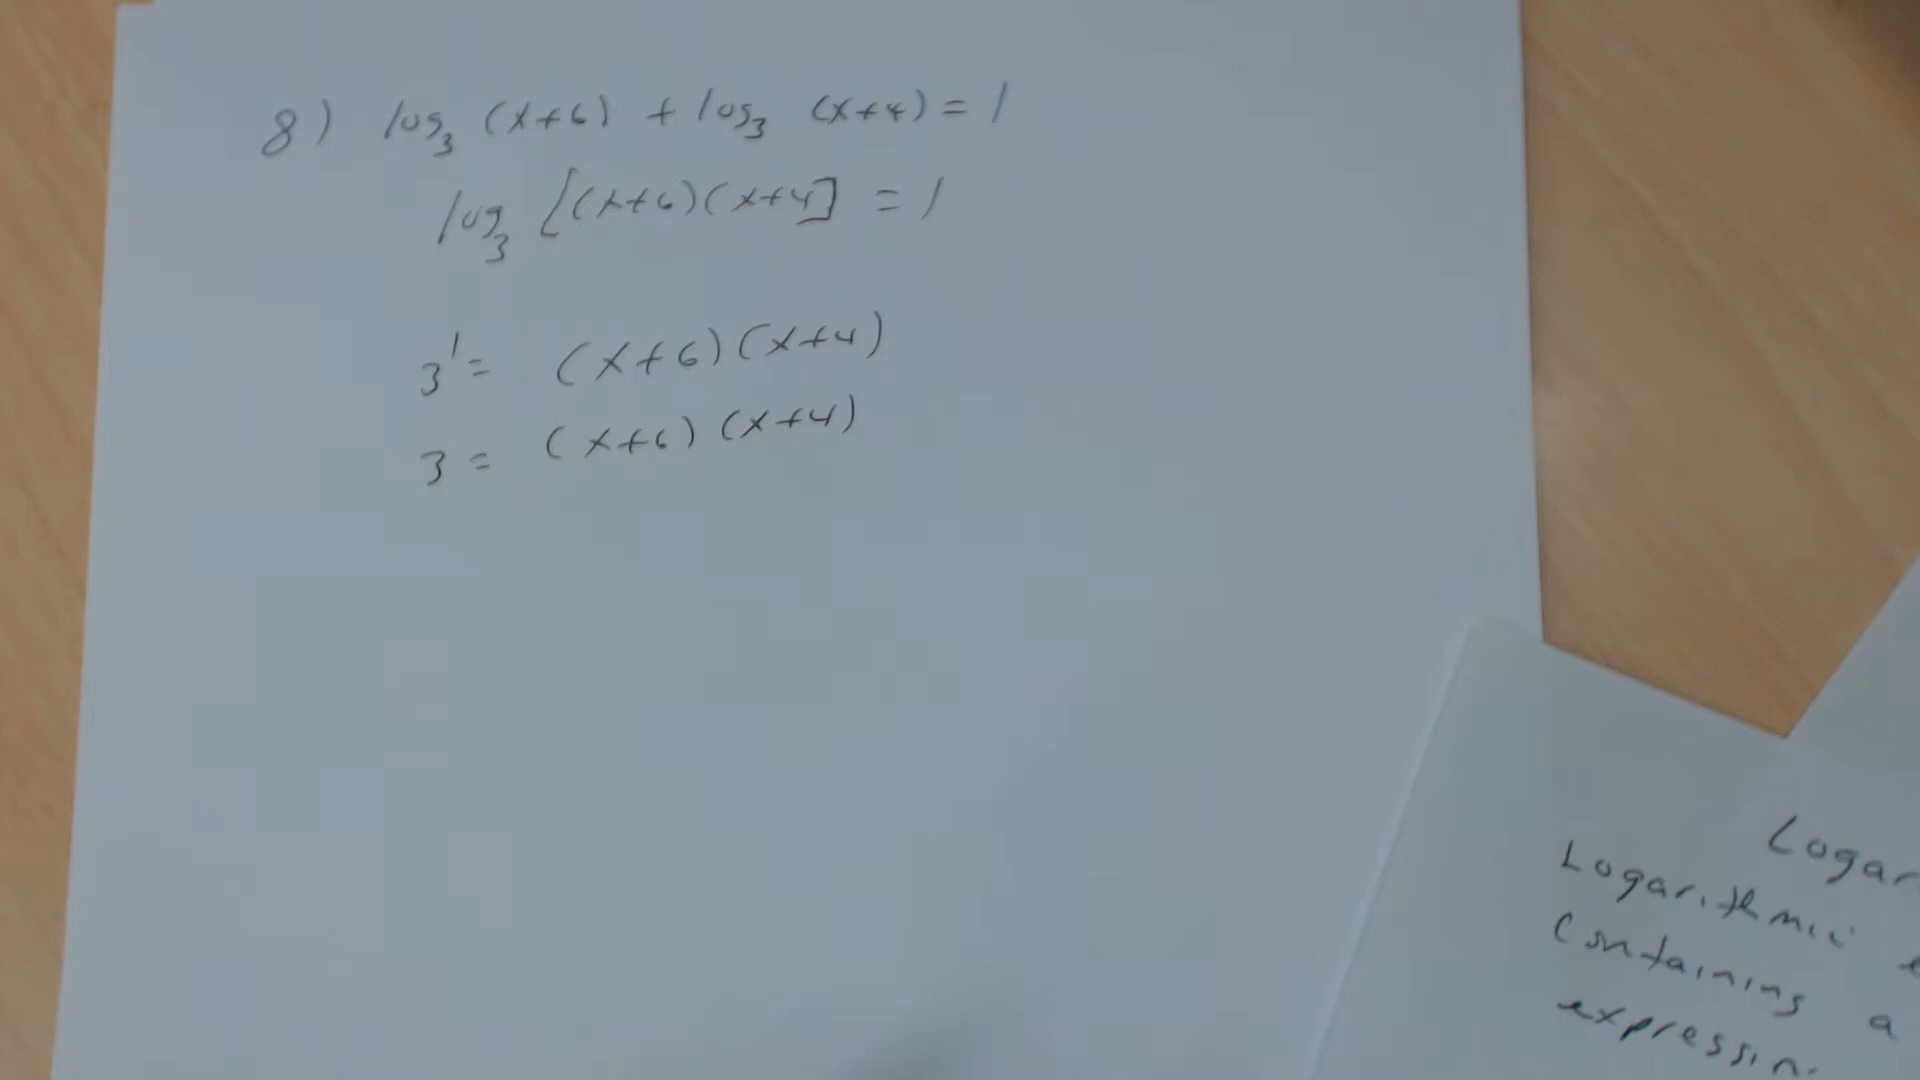 8) log₃ (x+6) + log₃ (x+4) = 1
log₃ [(x+6)(x+4] = 1
3¹ = (x+6)(x+4)
3 = (x+6)(x+4)
Logar
Logarithmic e
Containing a
expression